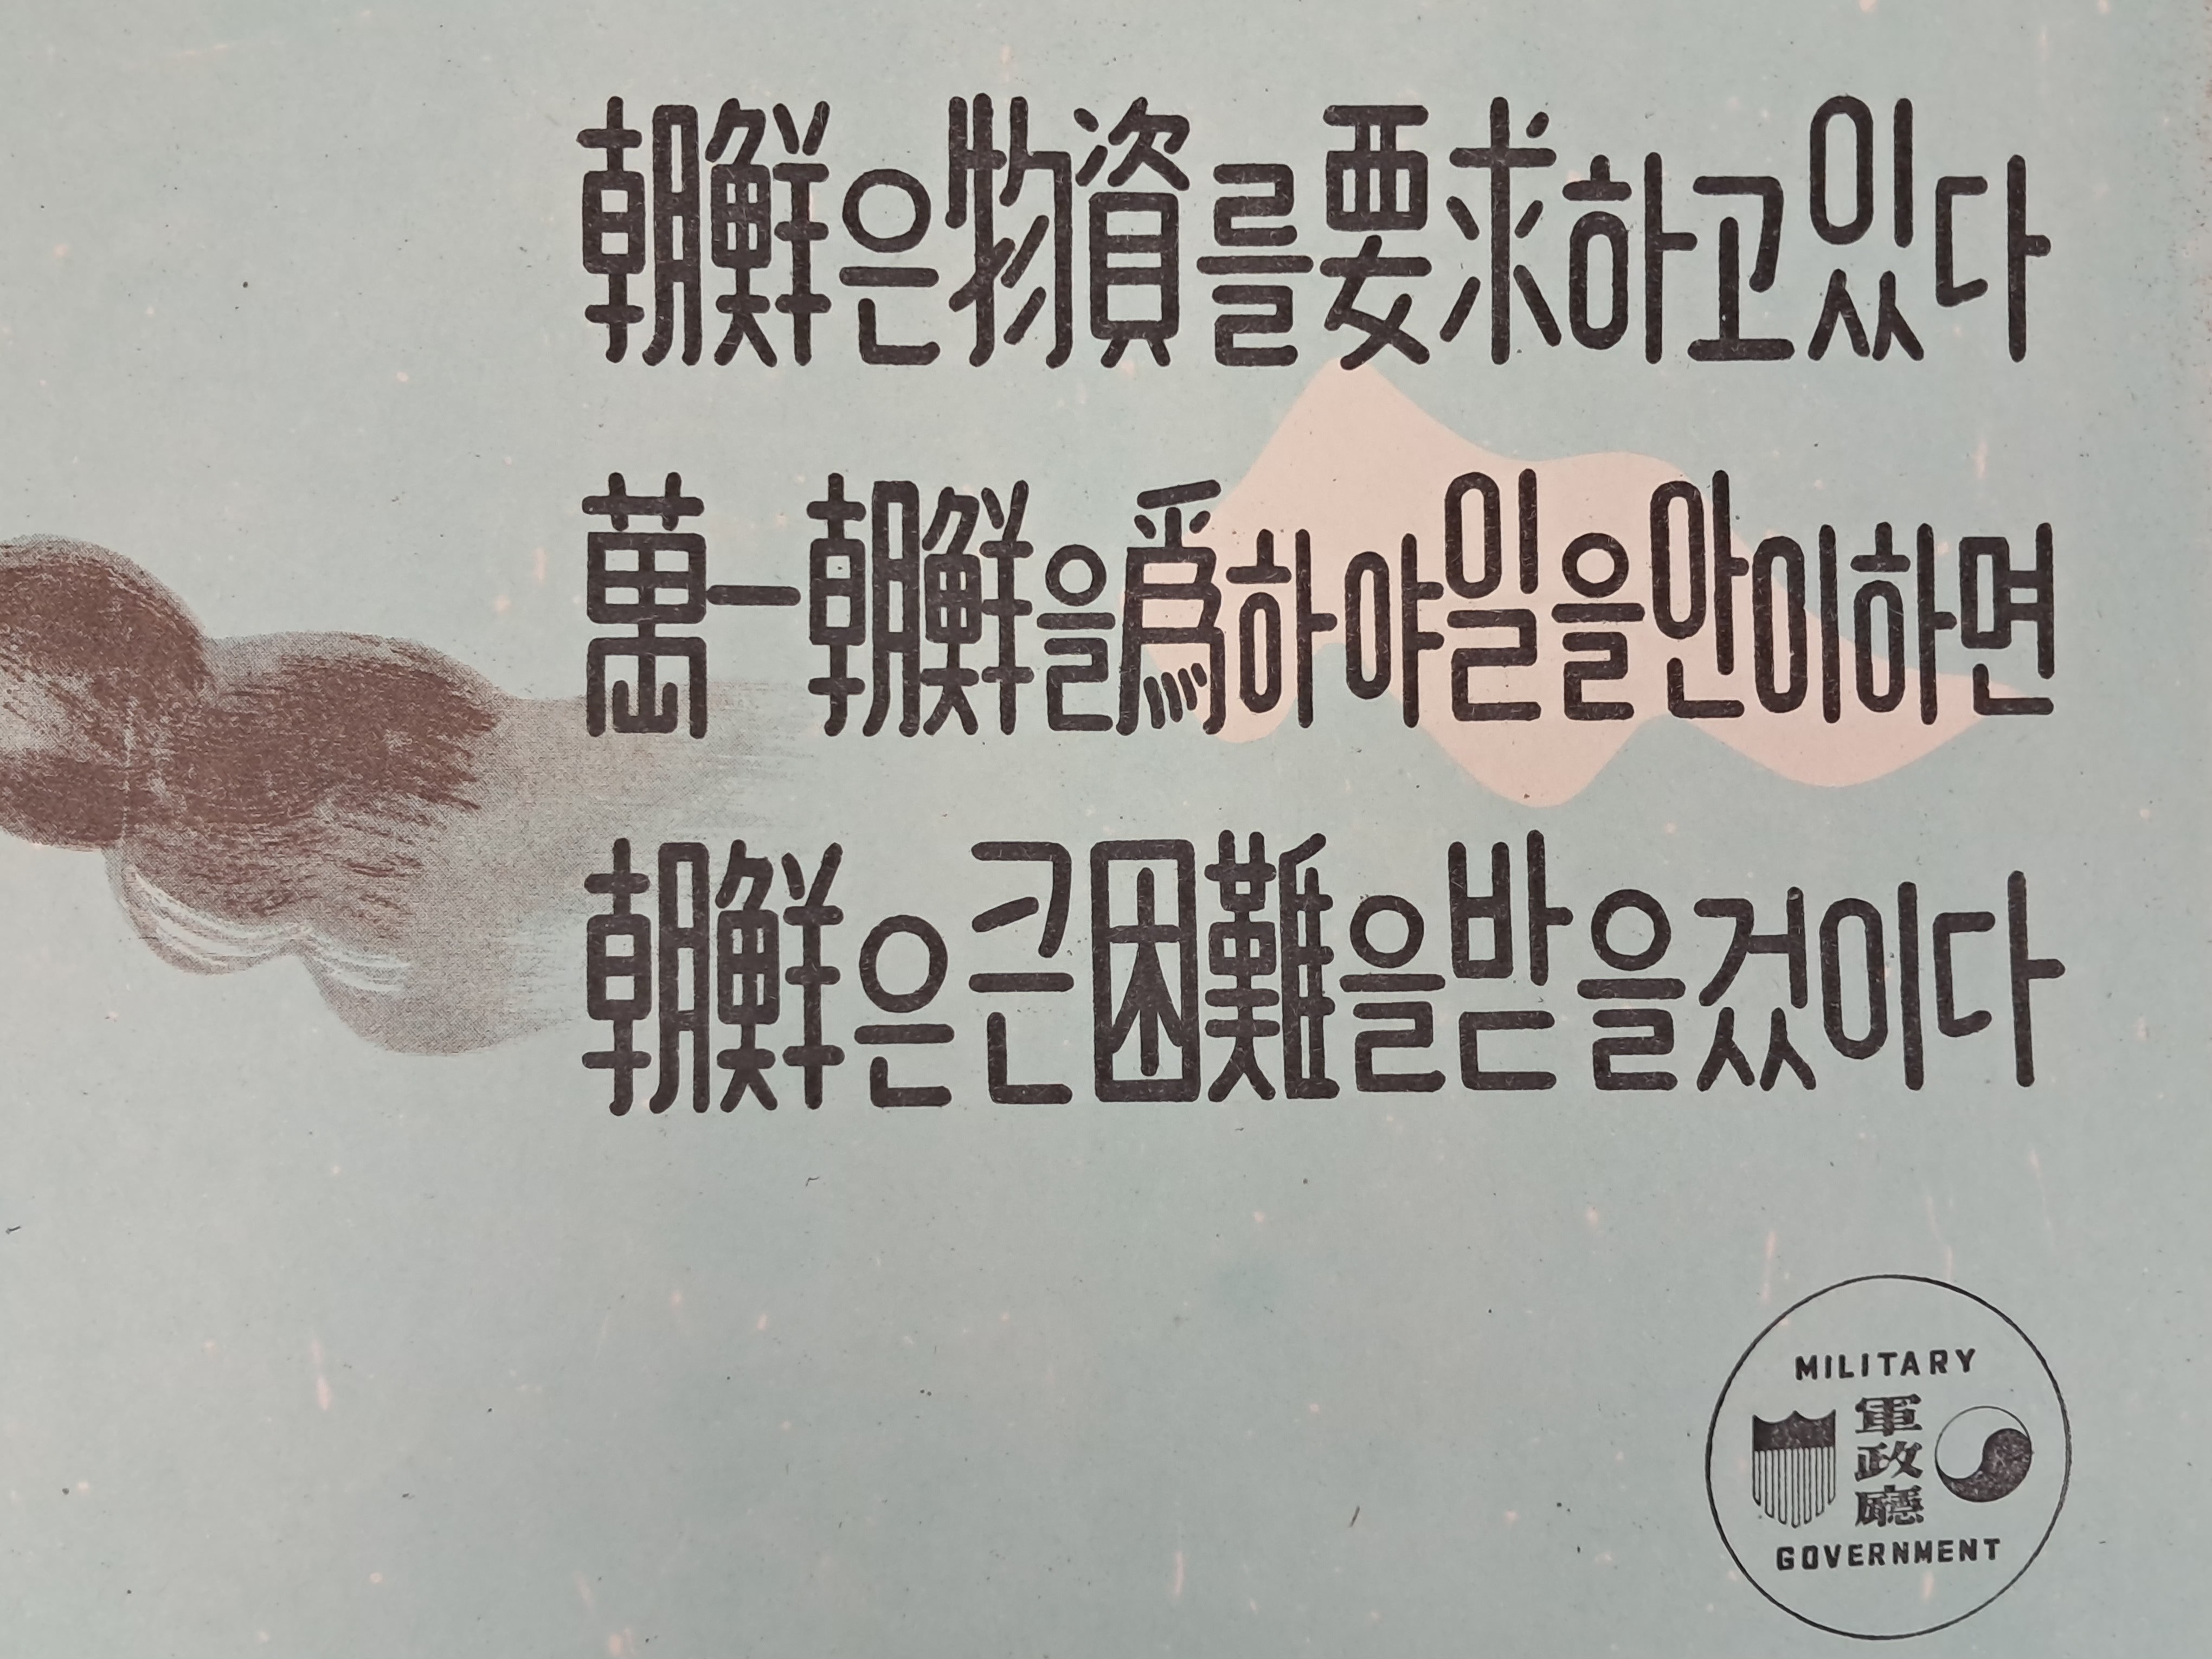 朝鮮은物資를要求하고있다
萬一朝鮮을爲하야일을안이하면
朝鮮은큰困難을받을것이다
MILITARY
軍政廳
GOVERNMENT